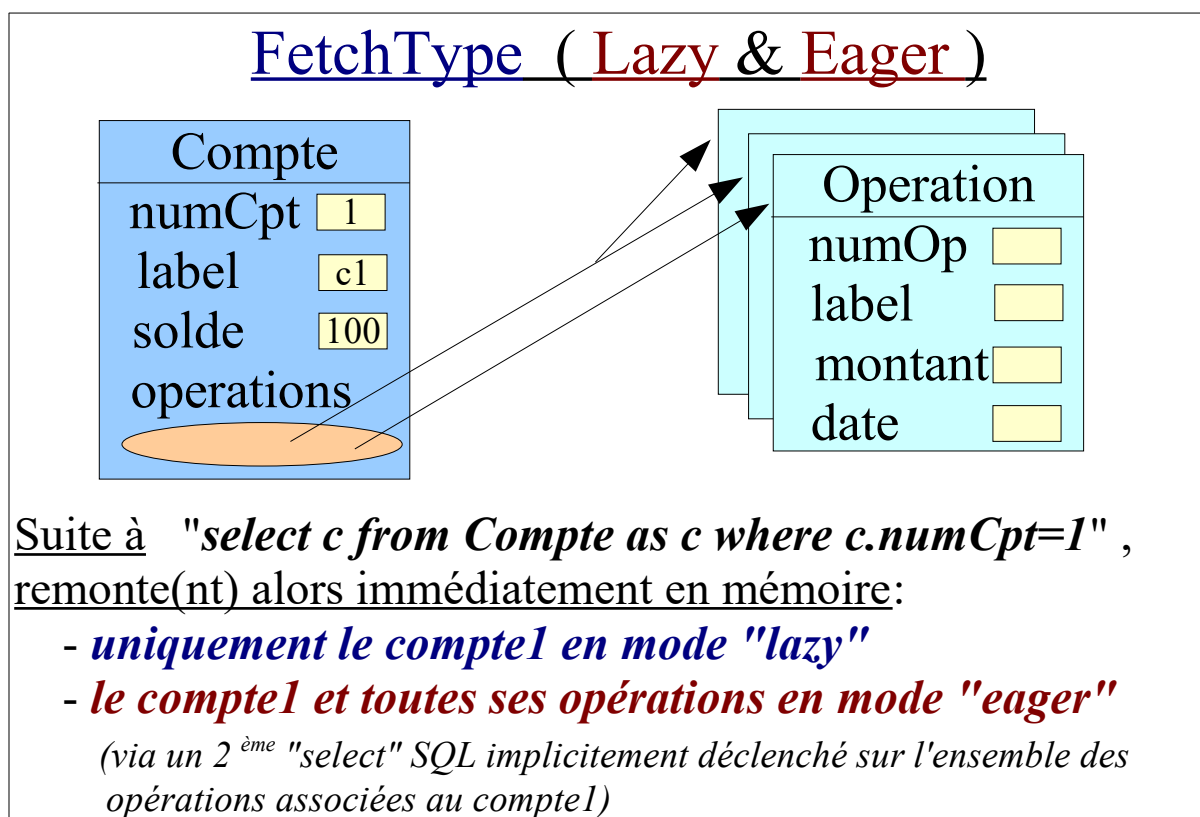 FetchType ( Lazy & Eager )
Compte
numCpt 1
label c1
solde 100
operations
Operation
numOp
label
montant
date
Suite à "select c from Compte as c where c.numCpt=1" ,
remonte(nt) alors immédiatement en mémoire:
- uniquement le compte1 en mode "lazy"
- le compte1 et toutes ses opérations en mode "eager"
(via un 2 ème "select" SQL implicitement déclenché sur l'ensemble des
opérations associées au compte1)